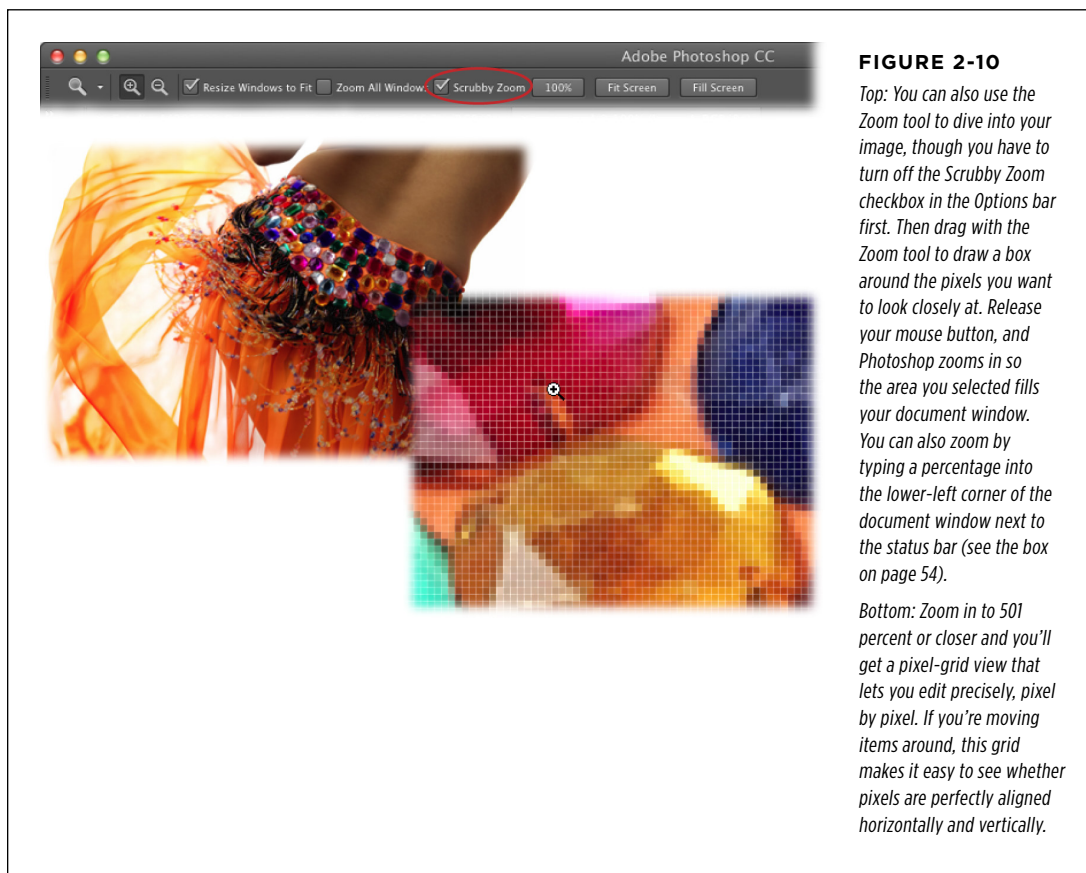 Adobe Photoshop CC
Resize Windows to Fit Zoom All Windows Scrubby Zoom 100% Fit Screen Fill Screen
FIGURE 2-10
Top: You can also use the
Zoom tool to dive into your
image, though you have to
turn off the Scrubby Zoom
checkbox in the Options bar
first. Then drag with the
Zoom tool to draw a box
around the pixels you want
to look closely at. Release
your mouse button, and
Photoshop zooms in so
the area you selected fills
your document window.
You can also zoom by
typing a percentage into
the lower-left corner of the
document window next to
the status bar (see the box
on page 54).
Bottom: Zoom in to 501
percent or closer and you’ll
get a pixel-grid view that
lets you edit precisely, pixel
by pixel. If you’re moving
items around, this grid
makes it easy to see whether
pixels are perfectly aligned
horizontally and vertically.